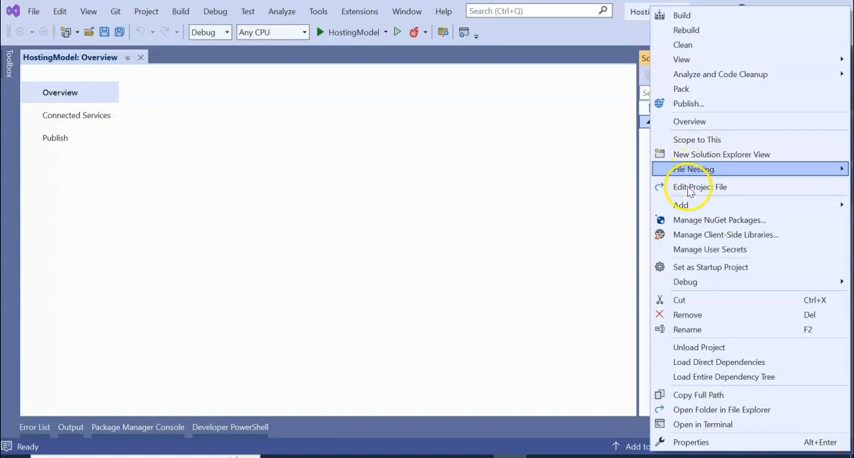 File Edit View Git Project Build Debug Test Analyze Tools Extensions Window Help Search (Ctrl+Q) Hosting
Debug Any CPU HostingModel
Toolbox
HostingModel: Overview
Overview
Connected Services
Publish
Build
Rebuild
Clean
View
Analyze and Code Cleanup
Pack
Publish...
Overview
Scope to This
New Solution Explorer View
File Nesting
Edit Project File
Add
Manage NuGet Packages...
Manage Client-Side Libraries...
Manage User Secrets
Set as Startup Project
Debug
Cut Ctrl+X
Remove Del
Rename F2
Unload Project
Load Direct Dependencies
Load Entire Dependency Tree
Copy Full Path
Open Folder in File Explorer
Open in Terminal
Properties Alt+Enter
Error List Output Package Manager Console Developer PowerShell
Ready Add to